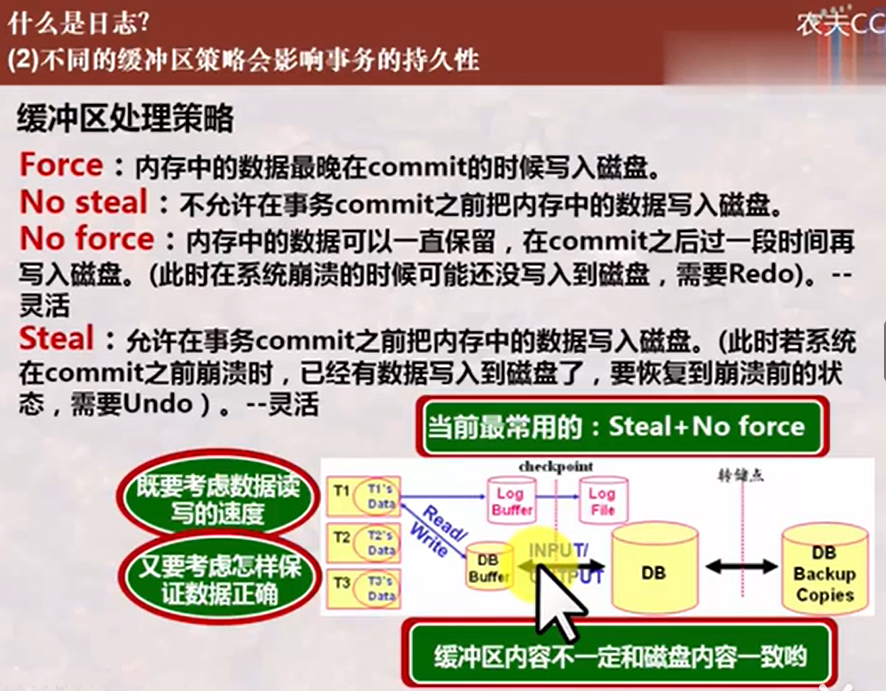 什么是日志?
农夫CC
(2)不同的缓冲区策略会影响事务的持久性
缓冲区处理策略
Force：内存中的数据最晚在commit的时候写入磁盘。
No steal：不允许在事务commit之前把内存中的数据写入磁盘。
No force：内存中的数据可以一直保留，在commit之后过一段时间再
写入磁盘。(此时在系统崩溃的时候可能还没写入到磁盘，需要Redo)。--
灵活
Steal：允许在事务commit之前把内存中的数据写入磁盘。(此时若系统
在commit之前崩溃时，已经有数据写入到磁盘了，要恢复到崩溃前的状
态，需要Undo）。--灵活
当前最常用的：Steal+No force
既要考虑数据读
写的速度
又要考虑怎样保
证数据正确
checkpoint
转储点
T1
T1's
Data
Log
Buffer
Log
File
Read/
Write
T2
T2's
Data
DB
Buffer
INPUT/
OUTPUT
DB
DB
Backup
Copies
T3
T3's
Data
缓冲区内容不一定和磁盘内容一致哟